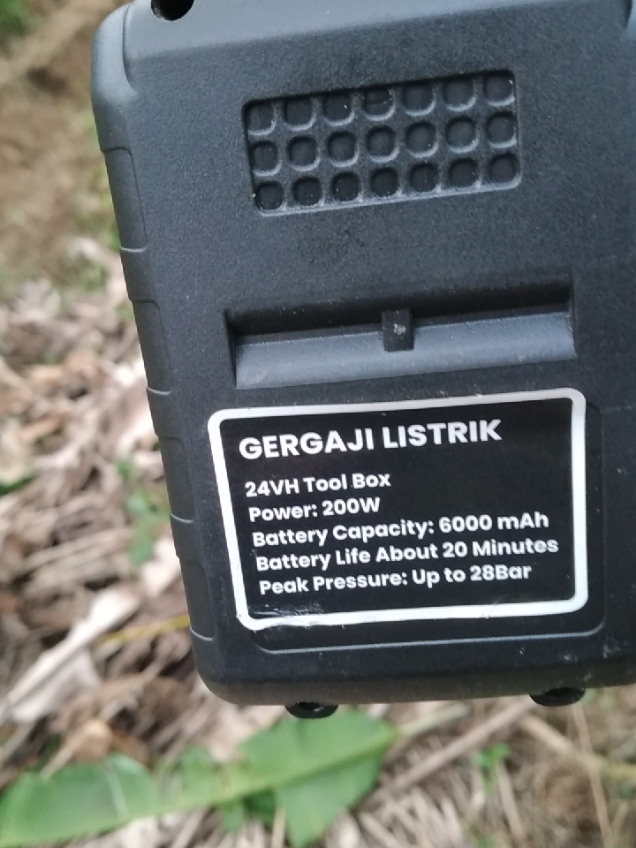 GERGAJI LISTRIK
24VH Tool Box
Power: 200W
Battery Capacity: 6000 mAh
Battery Life About 20 Minutes
Peak Pressure: Up to 28Bar